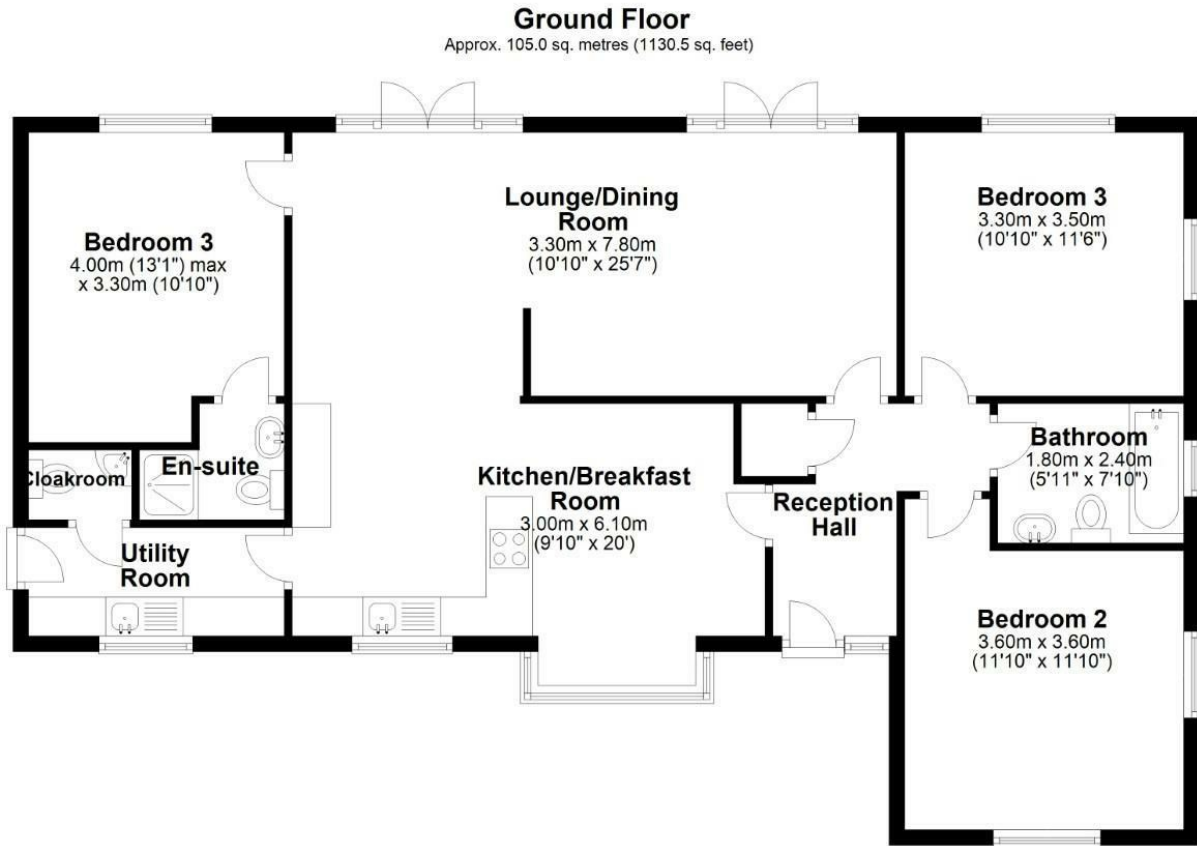 Ground Floor
Approx. 105.0 sq. metres (1130.5 sq. feet)
Lounge/Dining
Room
3.30m x 7.80m
(10'10" x 25'7")
Bedroom 3
3.30m x 3.50m
(10'10" x 11'6")
Bedroom 3
4.00m (13'1") max
x 3.30m (10'10")
Bathroom
1.80m x 2.40m
(5'11" x 7'10")
Cloakroom
En-suite
Kitchen/Breakfast
Room
3.00m x 6.10m
(9'10" x 20')
Reception
Hall
Utility
Room
Bedroom 2
3.60m x 3.60m
(11'10" x 11'10")